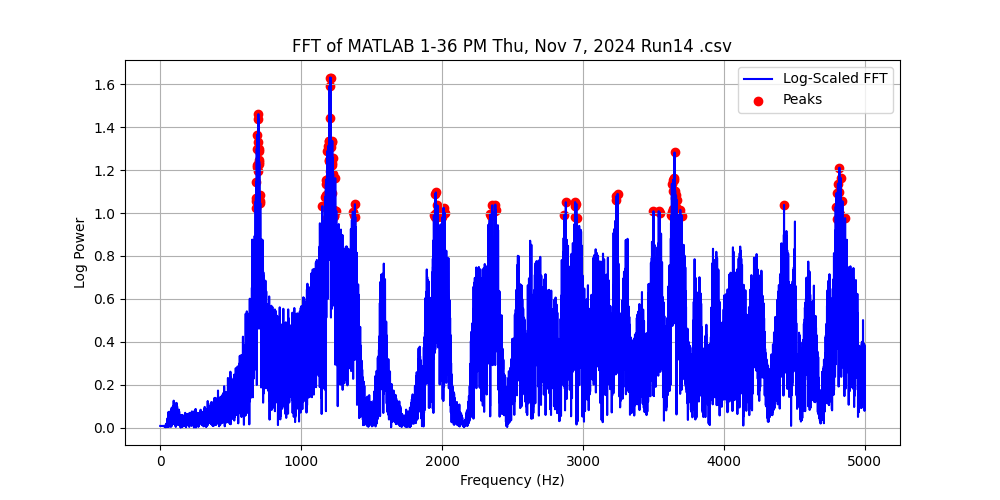 FFT of MATLAB 1-36 PM Thu, Nov 7, 2024 Run14 .csv
Log-Scaled FFT
Peaks
1.6
1.4
1.2
1.0
0.8
0.6
0.4
0.2
0.0
Log Power
0 1000 2000 3000 4000 5000
Frequency (Hz)